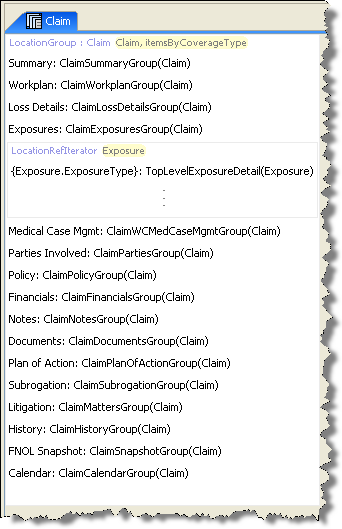 Claim
LocationGroup : Claim Claim, itemsByCoverageType
Summary: ClaimSummaryGroup(Claim)
Workplan: ClaimWorkplanGroup(Claim)
Loss Details: ClaimLossDetailsGroup(Claim)
Exposures: ClaimExposuresGroup(Claim)
LocationRefIterator Exposure
{Exposure.ExposureType}: TopLevelExposureDetail(Exposure)
Medical Case Mgmt: ClaimWCMedCaseMgmtGroup(Claim)
Parties Involved: ClaimPartiesGroup(Claim)
Policy: ClaimPolicyGroup(Claim)
Financials: ClaimFinancialsGroup(Claim)
Notes: ClaimNotesGroup(Claim)
Documents: ClaimDocumentsGroup(Claim)
Plan of Action: ClaimPlanOfActionGroup(Claim)
Subrogation: ClaimSubrogationGroup(Claim)
Litigation: ClaimMattersGroup(Claim)
History: ClaimHistoryGroup(Claim)
FNOL Snapshot: ClaimSnapshotGroup(Claim)
Calendar: ClaimCalendarGroup(Claim)